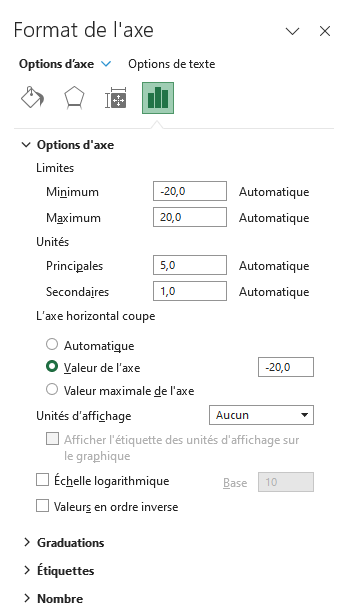 Format de l'axe
Options d'axe Options de texte
Options d'axe
Limites
Minimum -20,0 Automatique
Maximum 20,0 Automatique
Unités
Principales 5,0 Automatique
Secondaires 1,0 Automatique
L'axe horizontal coupe
Automatique
Valeur de l'axe -20,0
Valeur maximale de l'axe
Unités d'affichage Aucun
Afficher l'étiquette des unités d'affichage sur
le graphique
Échelle logarithmique Base 10
Valeurs en ordre inverse
Graduations
Étiquettes
Nombre